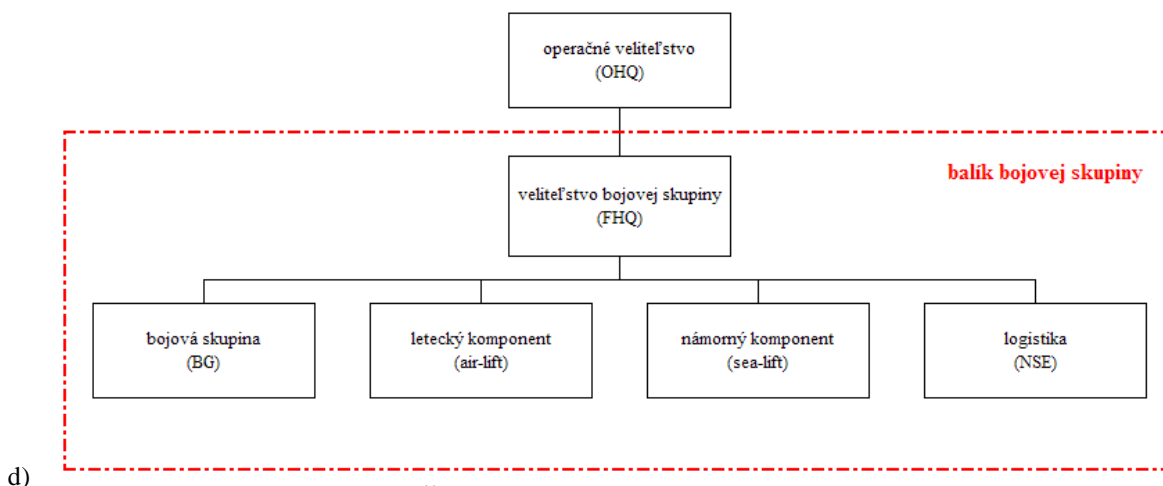 operačné veliteľstvo
(OHQ)
balík bojovej skupiny
veliteľstvo bojovej skupiny
(FHQ)
bojová skupina
(BG)
letecký komponent
(air-lift)
námorný komponent
(sea-lift)
logistika
(NSE)
d)